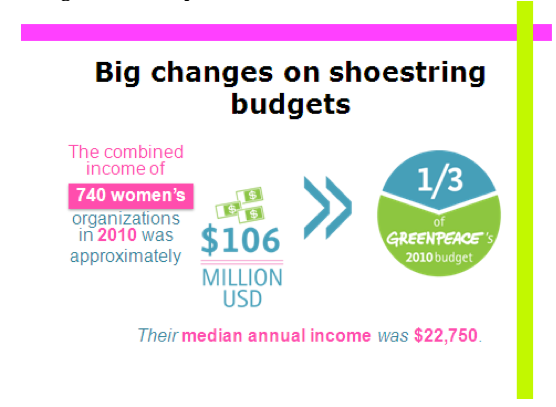 Big changes on shoestring
budgets
The combined
income of
740 women's
organizations
in 2010 was
approximately
$106
MILLION
USD
1/3
of
GREENPEACE's
2010 budget
Their median annual income was $22,750.